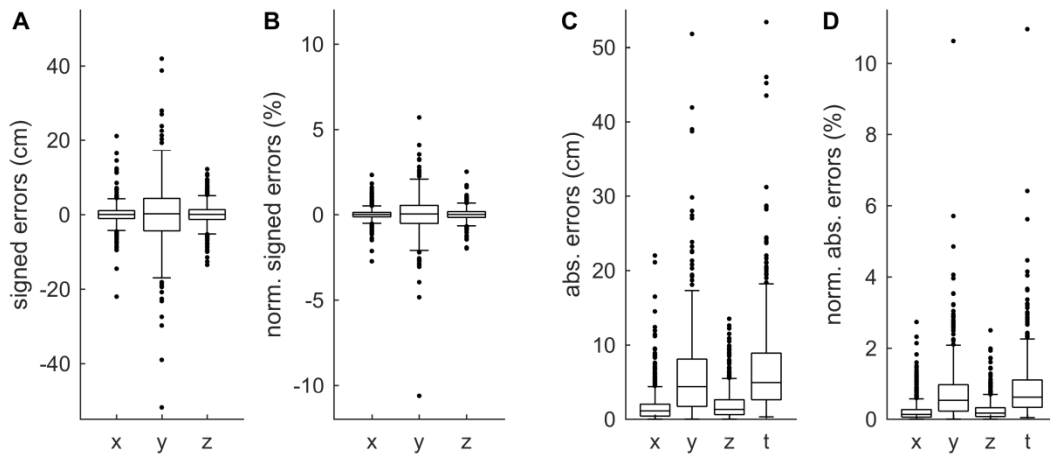 A
signed errors (cm)
40
20
0
-20
-40
x y z
B
norm. signed errors (%)
10
5
0
-5
-10
x y z
C
abs. errors (cm)
50
40
30
20
10
0
x y z t
D
norm. abs. errors (%)
10
8
6
4
2
0
x y z t